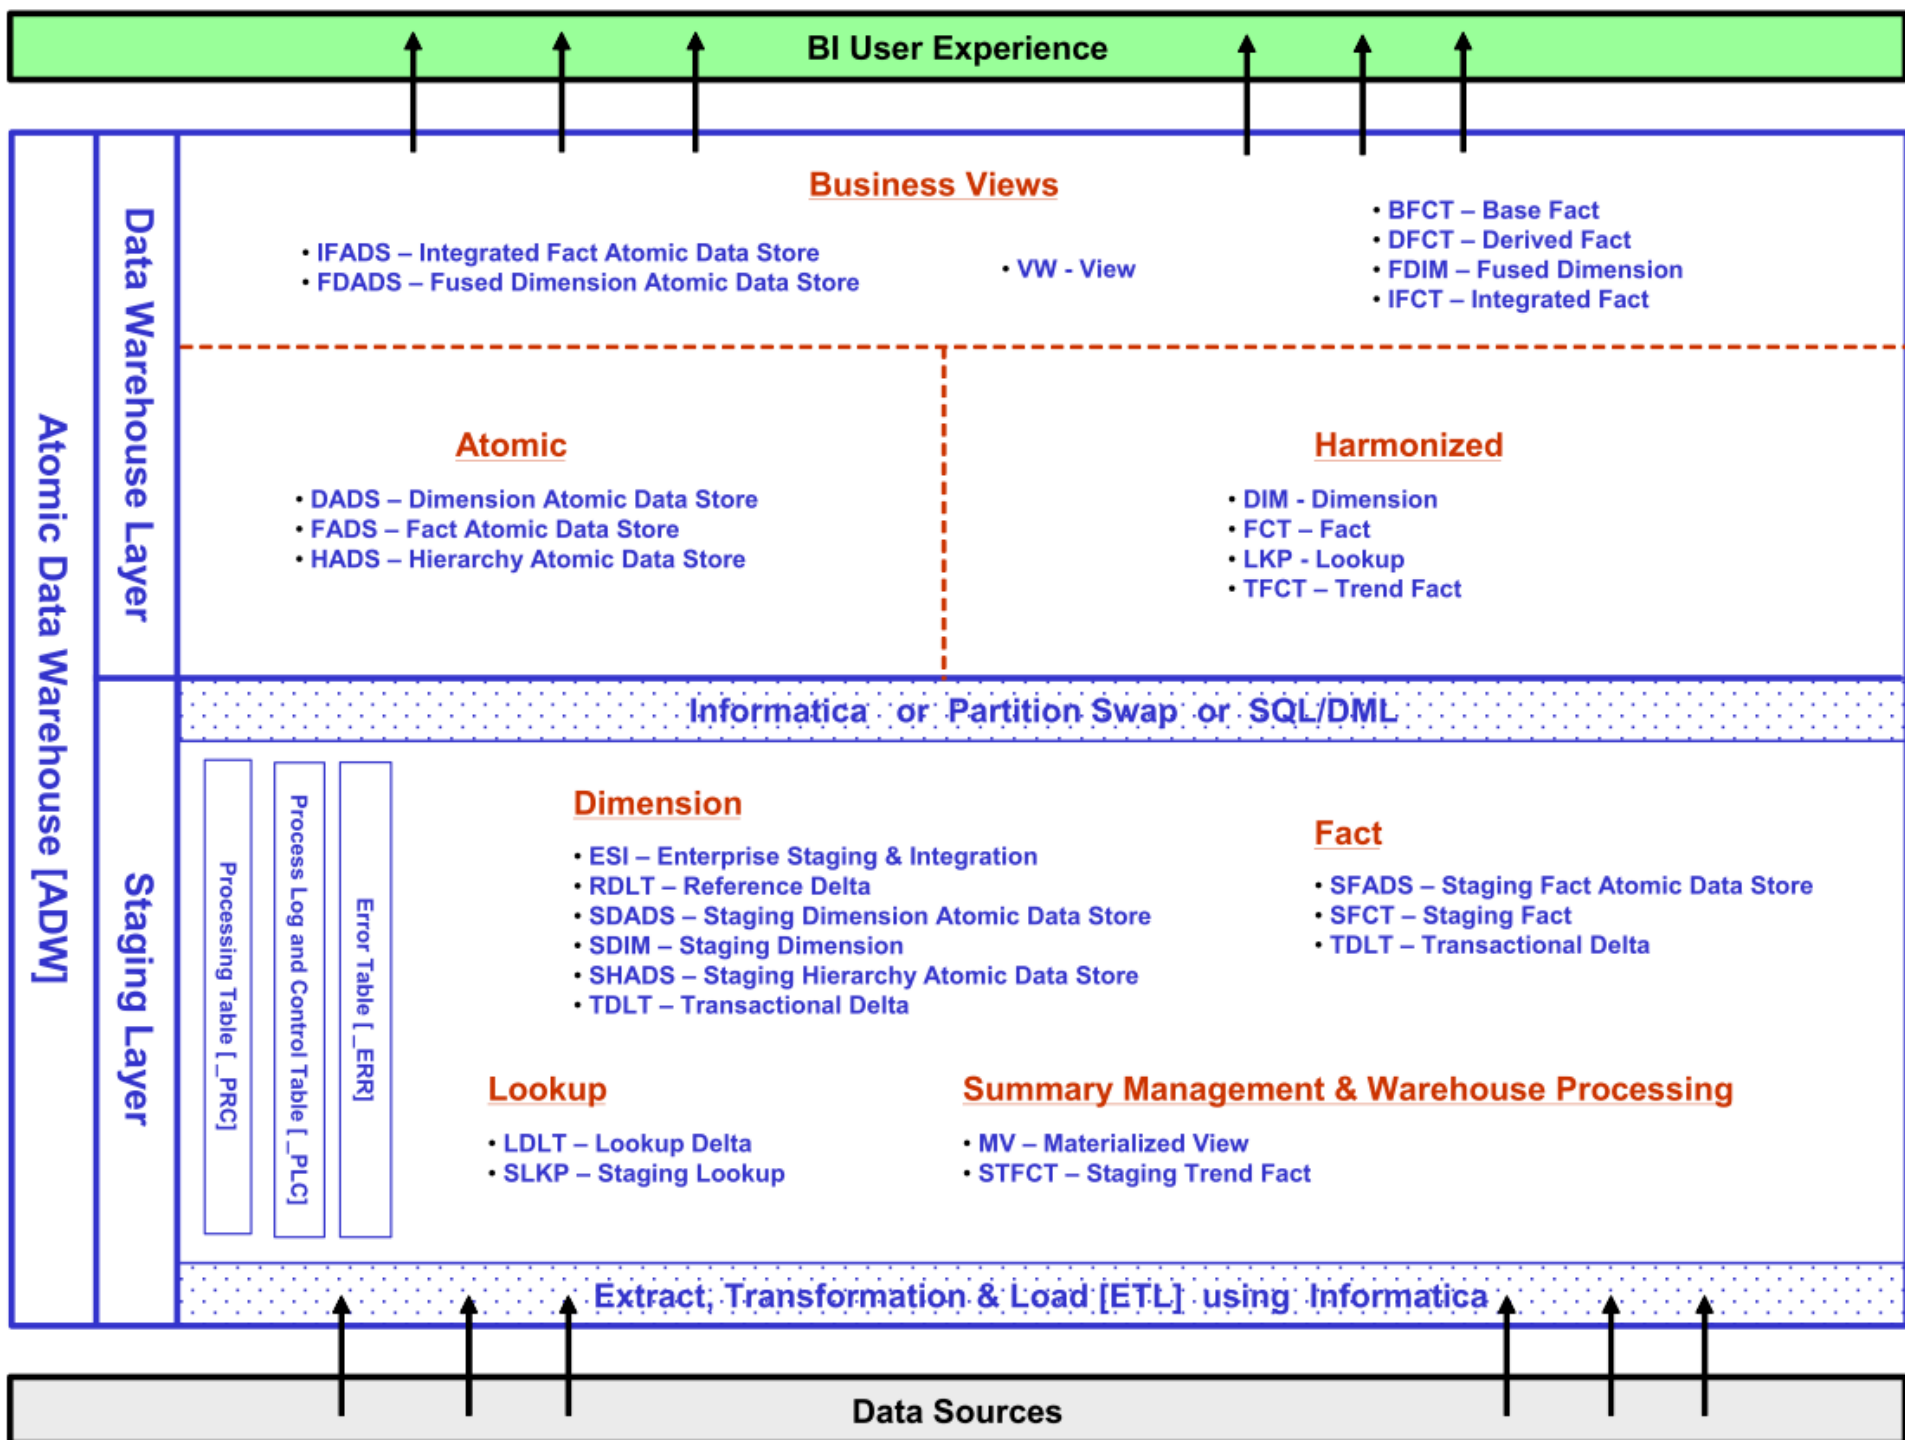 BI User Experience
Atomic Data Warehouse [ADW]
Data Warehouse Layer
Business Views
• IFADS – Integrated Fact Atomic Data Store
• FDADS – Fused Dimension Atomic Data Store
• VW - View
• BFCT – Base Fact
• DFCT – Derived Fact
• FDIM – Fused Dimension
• IFCT – Integrated Fact
Atomic
• DADS – Dimension Atomic Data Store
• FADS – Fact Atomic Data Store
• HADS – Hierarchy Atomic Data Store
Harmonized
• DIM - Dimension
• FCT – Fact
• LKP - Lookup
• TFCT – Trend Fact
Informatica or Partition Swap or SQL/DML
Staging Layer
Processing Table [ _PRC]
Process Log and Control Table [ _PLC]
Error Table [ _ERR]
Dimension
• ESI – Enterprise Staging & Integration
• RDLT – Reference Delta
• SDADS – Staging Dimension Atomic Data Store
• SDIM – Staging Dimension
• SHADS – Staging Hierarchy Atomic Data Store
• TDLT – Transactional Delta
Fact
• SFADS – Staging Fact Atomic Data Store
• SFCT – Staging Fact
• TDLT – Transactional Delta
Lookup
• LDLT – Lookup Delta
• SLKP – Staging Lookup
Summary Management & Warehouse Processing
• MV – Materialized View
• STFCT – Staging Trend Fact
Extract, Transformation & Load [ETL] using Informatica
Data Sources